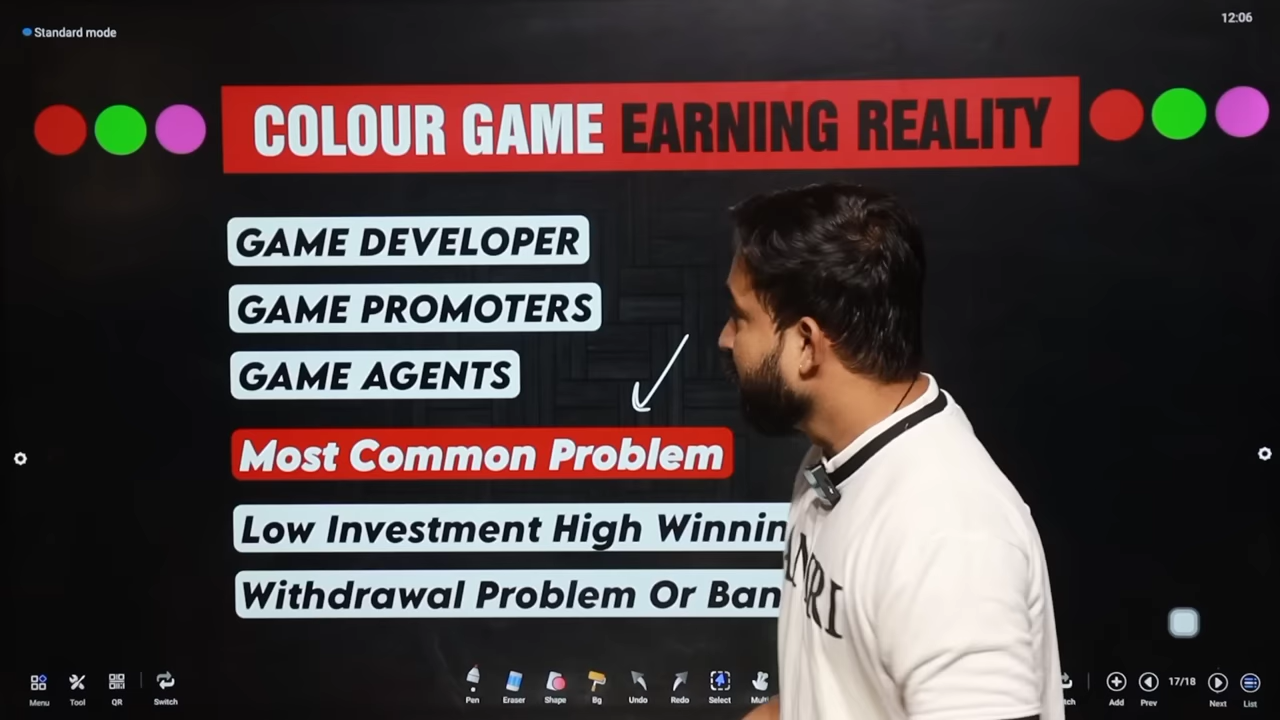 12:06
Standard mode
COLOUR GAME EARNING REALITY
GAME DEVELOPER
GAME PROMOTERS
GAME AGENTS
Most Common Problem
Low Investment High
Withdrawal Problem Or
Menu Tool QR Switch Pen Eraser Shape Bg Undo Redo Select Add Prev 17/18 Next List